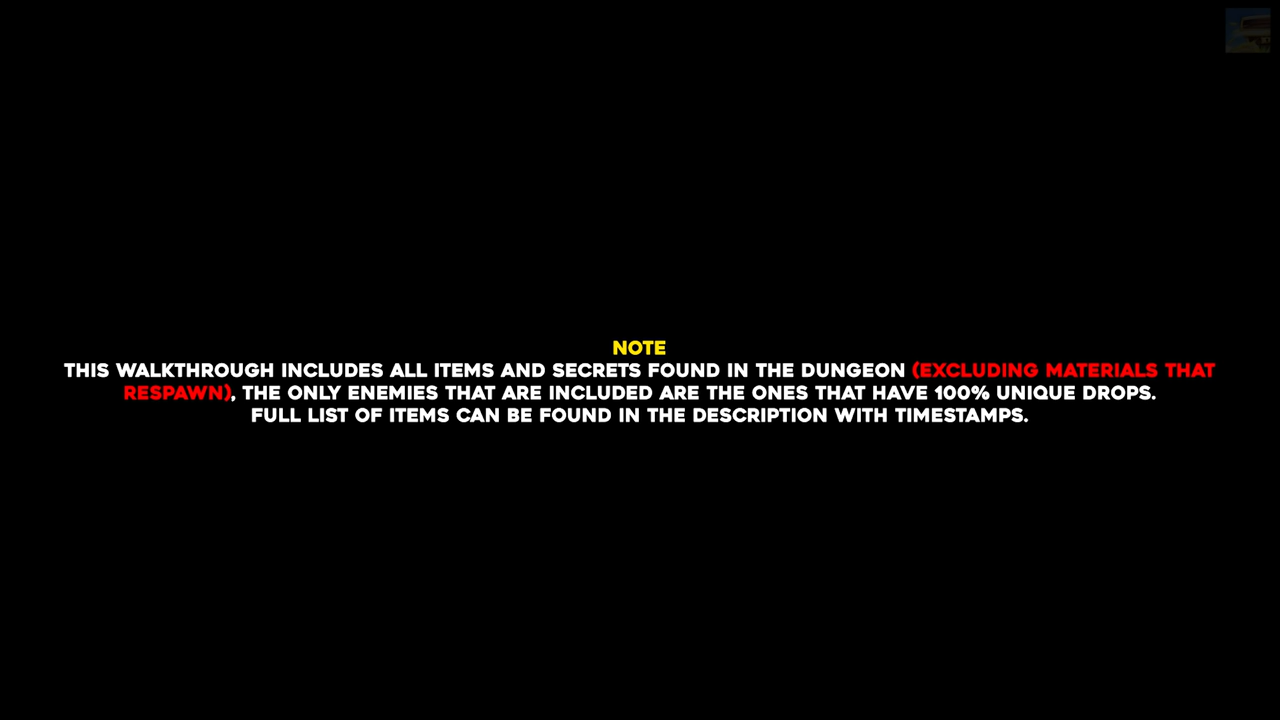 NOTE
THIS WALKTHROUGH INCLUDES ALL ITEMS AND SECRETS FOUND IN THE DUNGEON (EXCLUDING MATERIALS THAT
RESPAWN), THE ONLY ENEMIES THAT ARE INCLUDED ARE THE ONES THAT HAVE 100% UNIQUE DROPS.
FULL LIST OF ITEMS CAN BE FOUND IN THE DESCRIPTION WITH TIMESTAMPS.